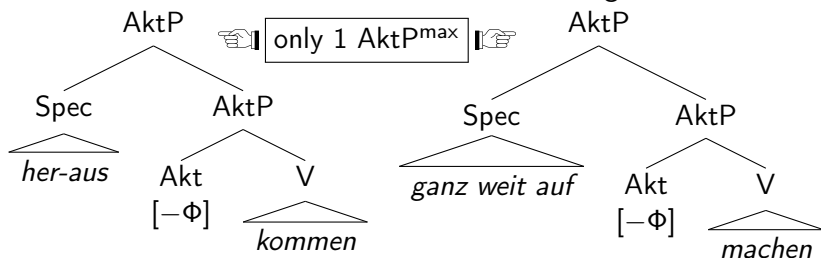 AktP only 1 AktP^max AktP
Spec AktP Spec AktP
her-aus Akt V ganz weit auf Akt V
[−Φ] [−Φ]
kommen machen